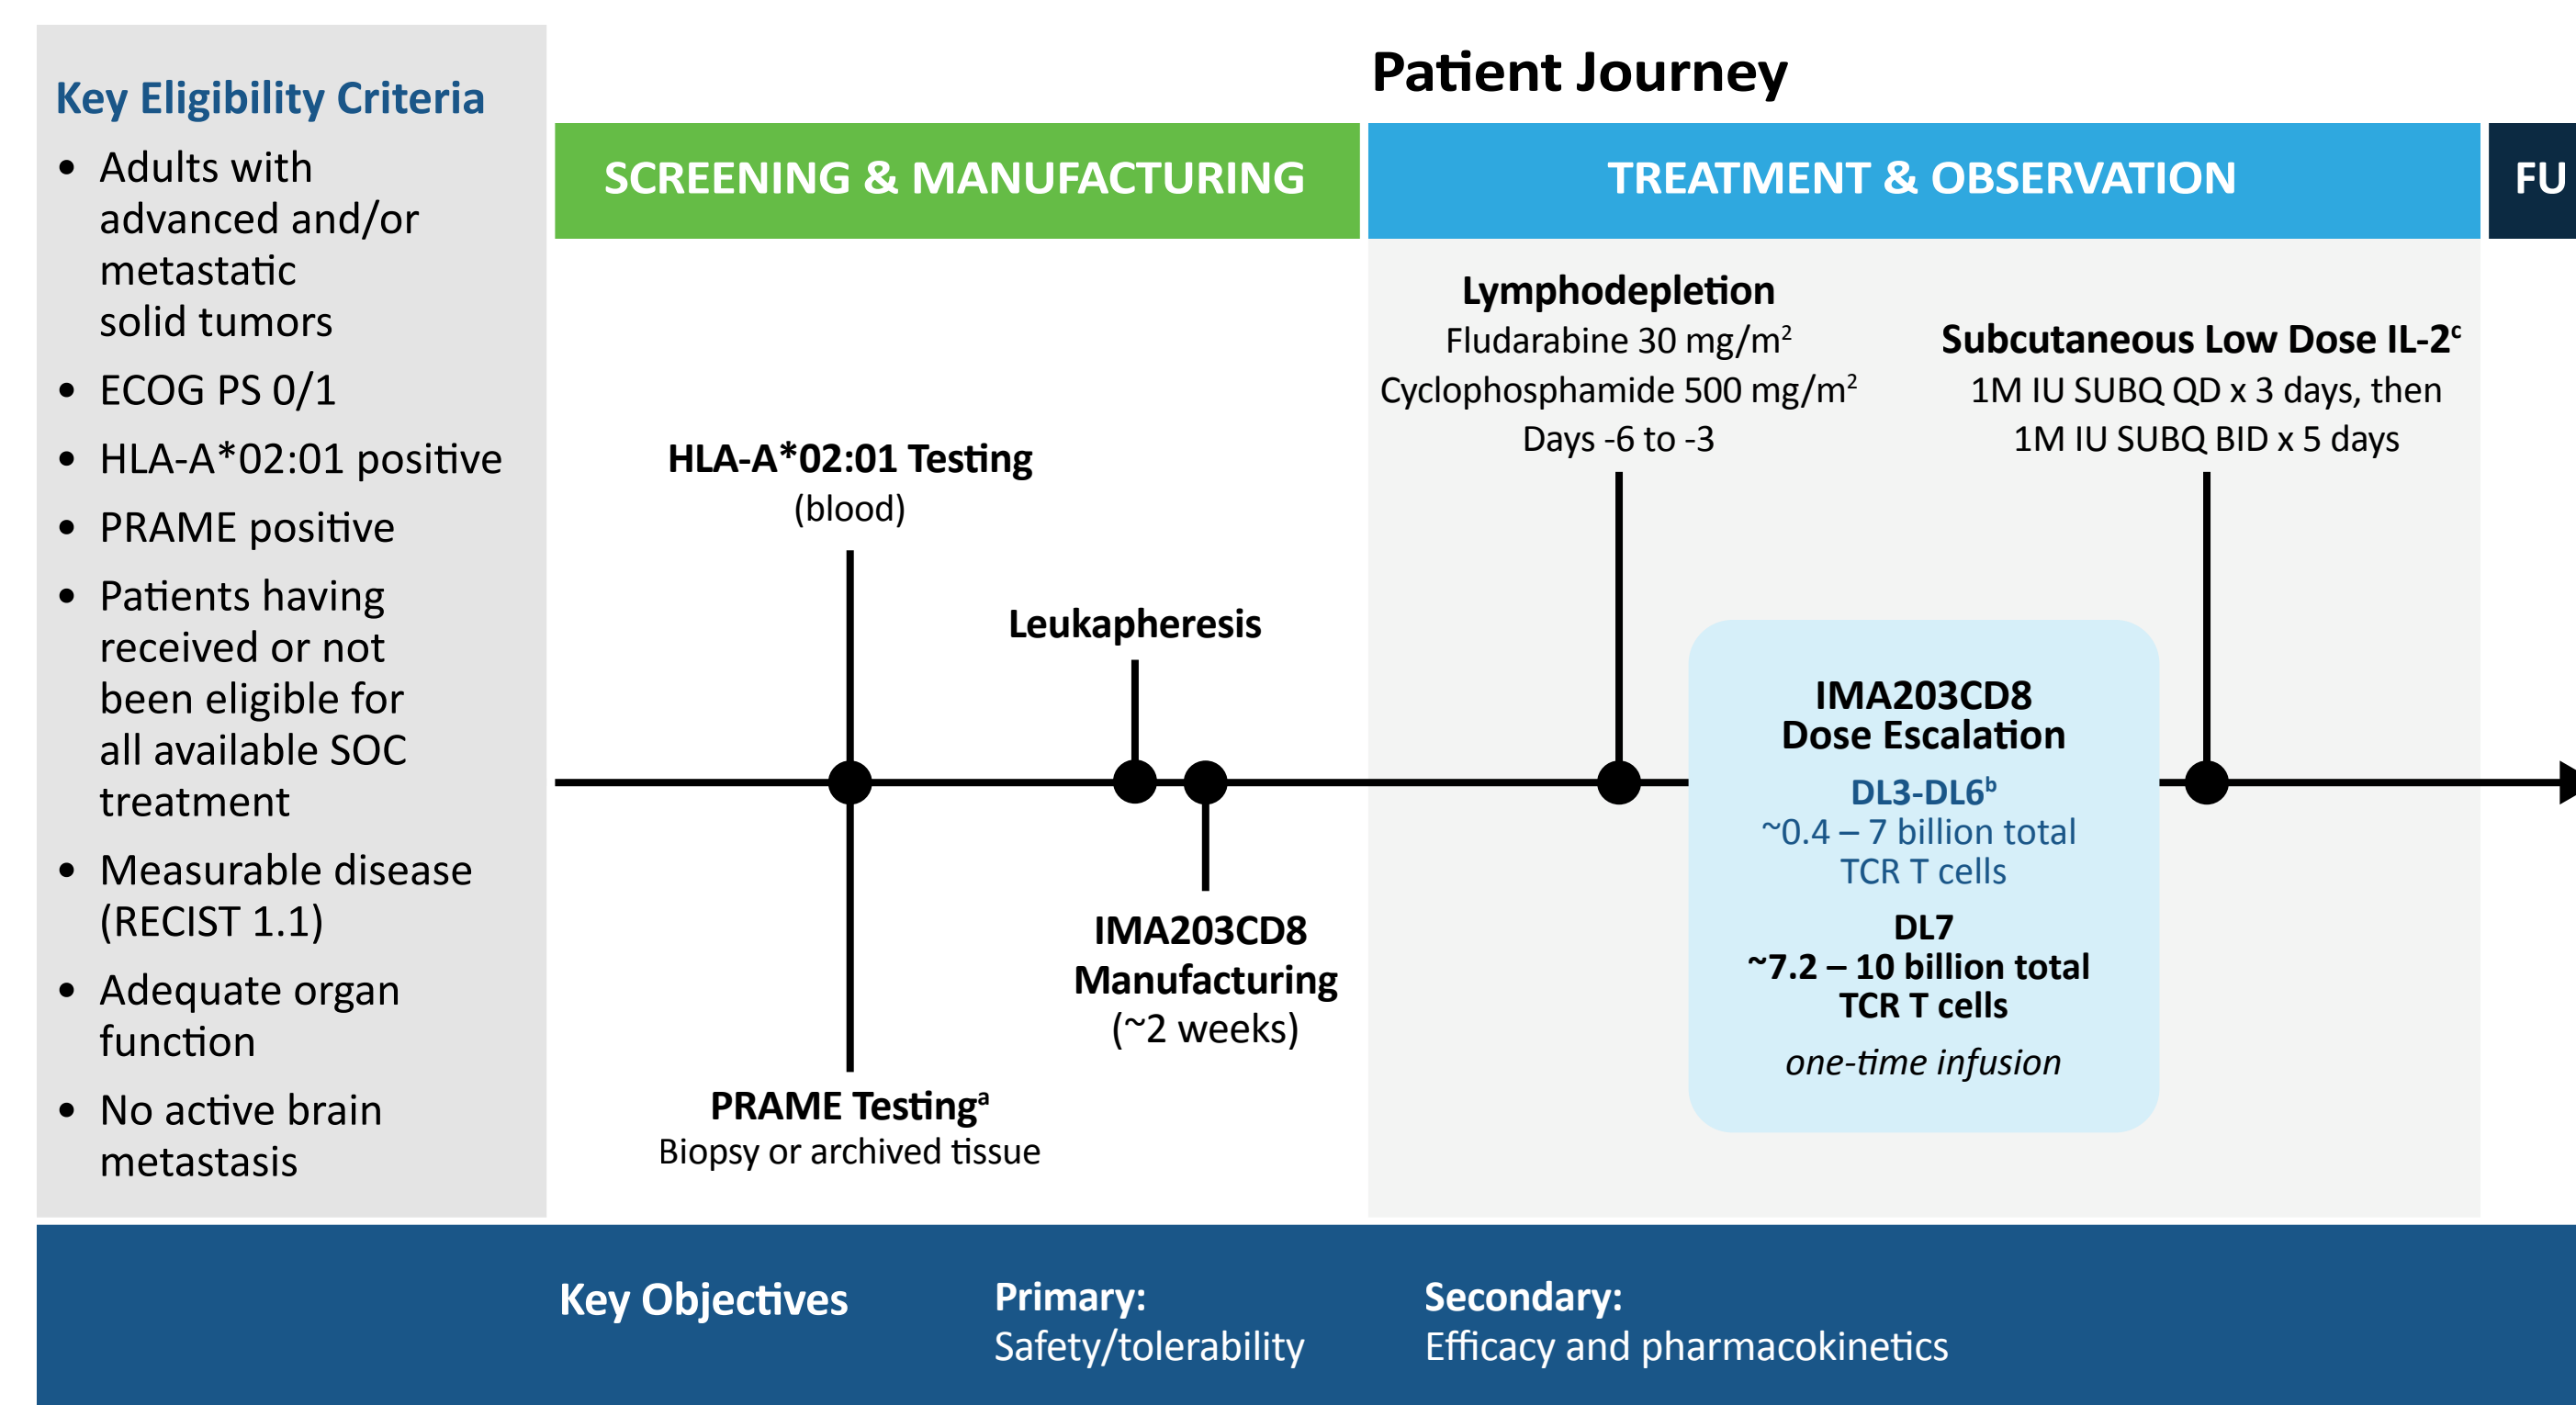 Key Eligibility Criteria
• Adults with
advanced and/or
metastatic
solid tumors
• ECOG PS 0/1
• HLA-A*02:01 positive
• PRAME positive
• Patients having
received or not
been eligible for
all available SOC
treatment
• Measurable disease
(RECIST 1.1)
• Adequate organ
function
• No active brain
metastasis
Patient Journey
SCREENING & MANUFACTURING
HLA-A*02:01 Testing
(blood)
Leukapheresis
IMA203CD8
Manufacturing
(~2 weeks)
PRAME Testingᵃ
Biopsy or archived tissue
TREATMENT & OBSERVATION
Lymphodepletion
Fludarabine 30 mg/m²
Cyclophosphamide 500 mg/m²
Days -6 to -3
Subcutaneous Low Dose IL-2ᶜ
1M IU SUBQ QD x 3 days, then
1M IU SUBQ BID x 5 days
IMA203CD8
Dose Escalation
DL3-DL6ᵇ
~0.4 – 7 billion total
TCR T cells
DL7
~7.2 – 10 billion total
TCR T cells
one-time infusion
FU
Key Objectives
Primary:
Safety/tolerability
Secondary:
Efficacy and pharmacokinetics